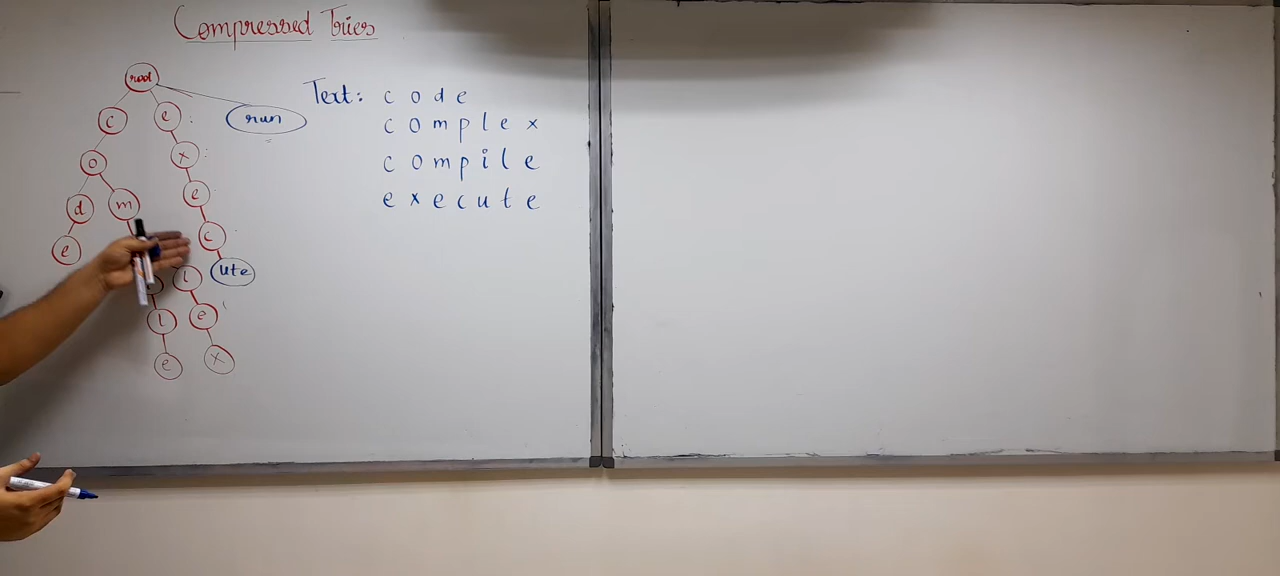 Compressed Tries
root
c e run
o x
d m e
e c
l ute
l e
e x
Text: c o d e
c o m p l e x
c o m p i l e
e x e c u t e